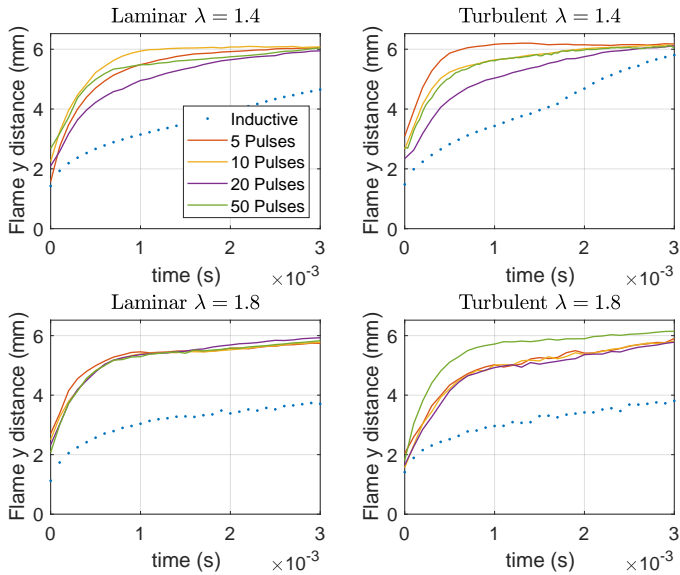 Laminar λ = 1.4
Flame y distance (mm)
6
4
2
0
Inductive
5 Pulses
10 Pulses
20 Pulses
50 Pulses
0 1 2 3
time (s)
×10⁻³
Turbulent λ = 1.4
Flame y distance (mm)
6
4
2
0
0 1 2 3
time (s)
×10⁻³
Laminar λ = 1.8
Flame y distance (mm)
6
4
2
0
0 1 2 3
time (s)
×10⁻³
Turbulent λ = 1.8
Flame y distance (mm)
6
4
2
0
0 1 2 3
time (s)
×10⁻³